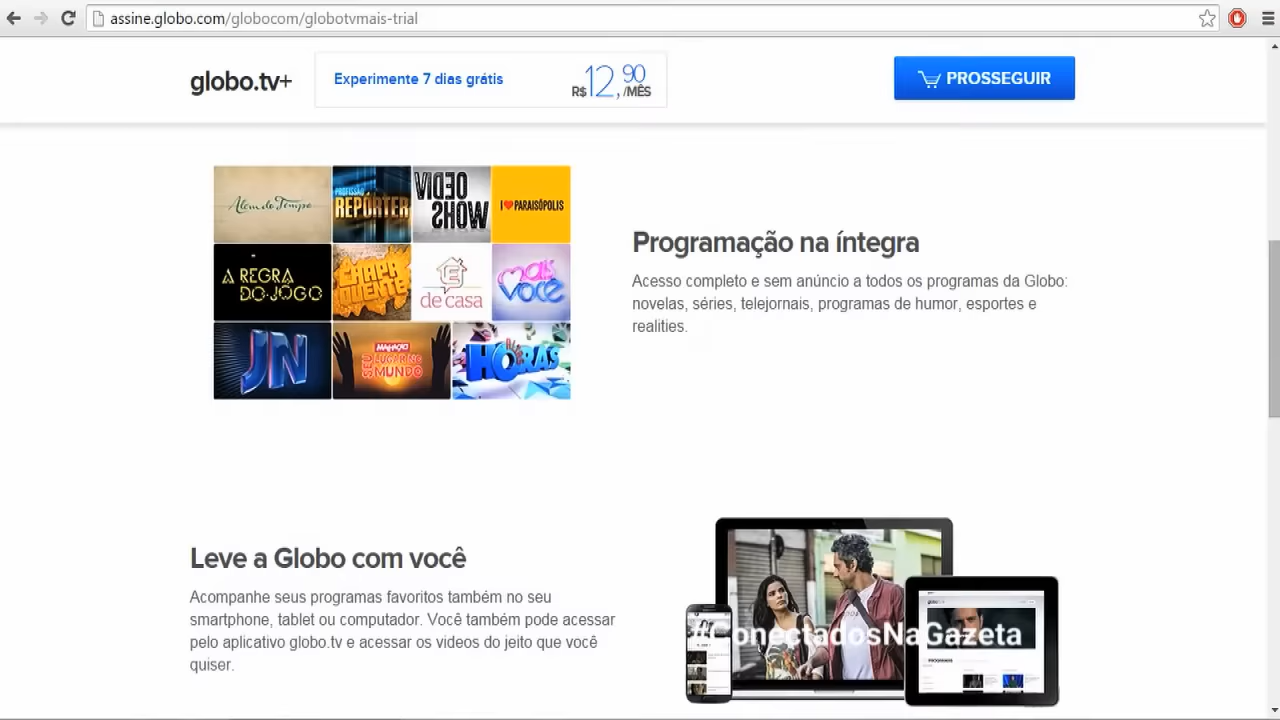 assine.globo.com/globocom/globotvmais-trial
globo.tv+
Experimente 7 dias grátis
R$12,90/MÊS
PROSSEGUIR
Além do Tempo
PROFISSÃO
REPÓRTER
VIDEO
SHOW
I ❤ PARAISÓPOLIS
A REGRA
DO JOGO
CHAPA
QUENTE
É
de casa
mais
você
JN
MALHAÇÃO
SEU
LUGAR NO
MUNDO
HORAS
Programação na íntegra
Acesso completo e sem anúncio a todos os programas da Globo:
novelas, séries, telejornais, programas de humor, esportes e
realities.
Leve a Globo com você
Acompanhe seus programas favoritos também no seu
smartphone, tablet ou computador. Você também pode acessar
pelo aplicativo globo.tv e acessar os videos do jeito que você
quiser.
#ConectadosNaGazeta